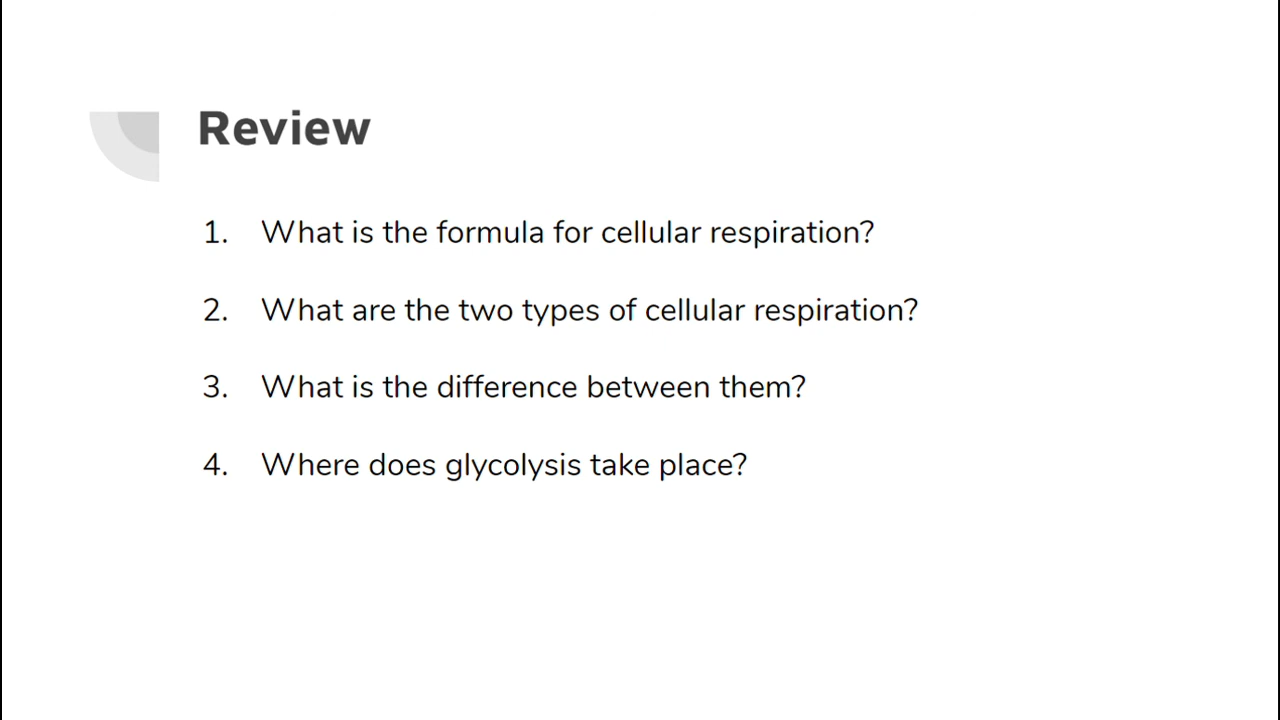 Review
1. What is the formula for cellular respiration?
2. What are the two types of cellular respiration?
3. What is the difference between them?
4. Where does glycolysis take place?